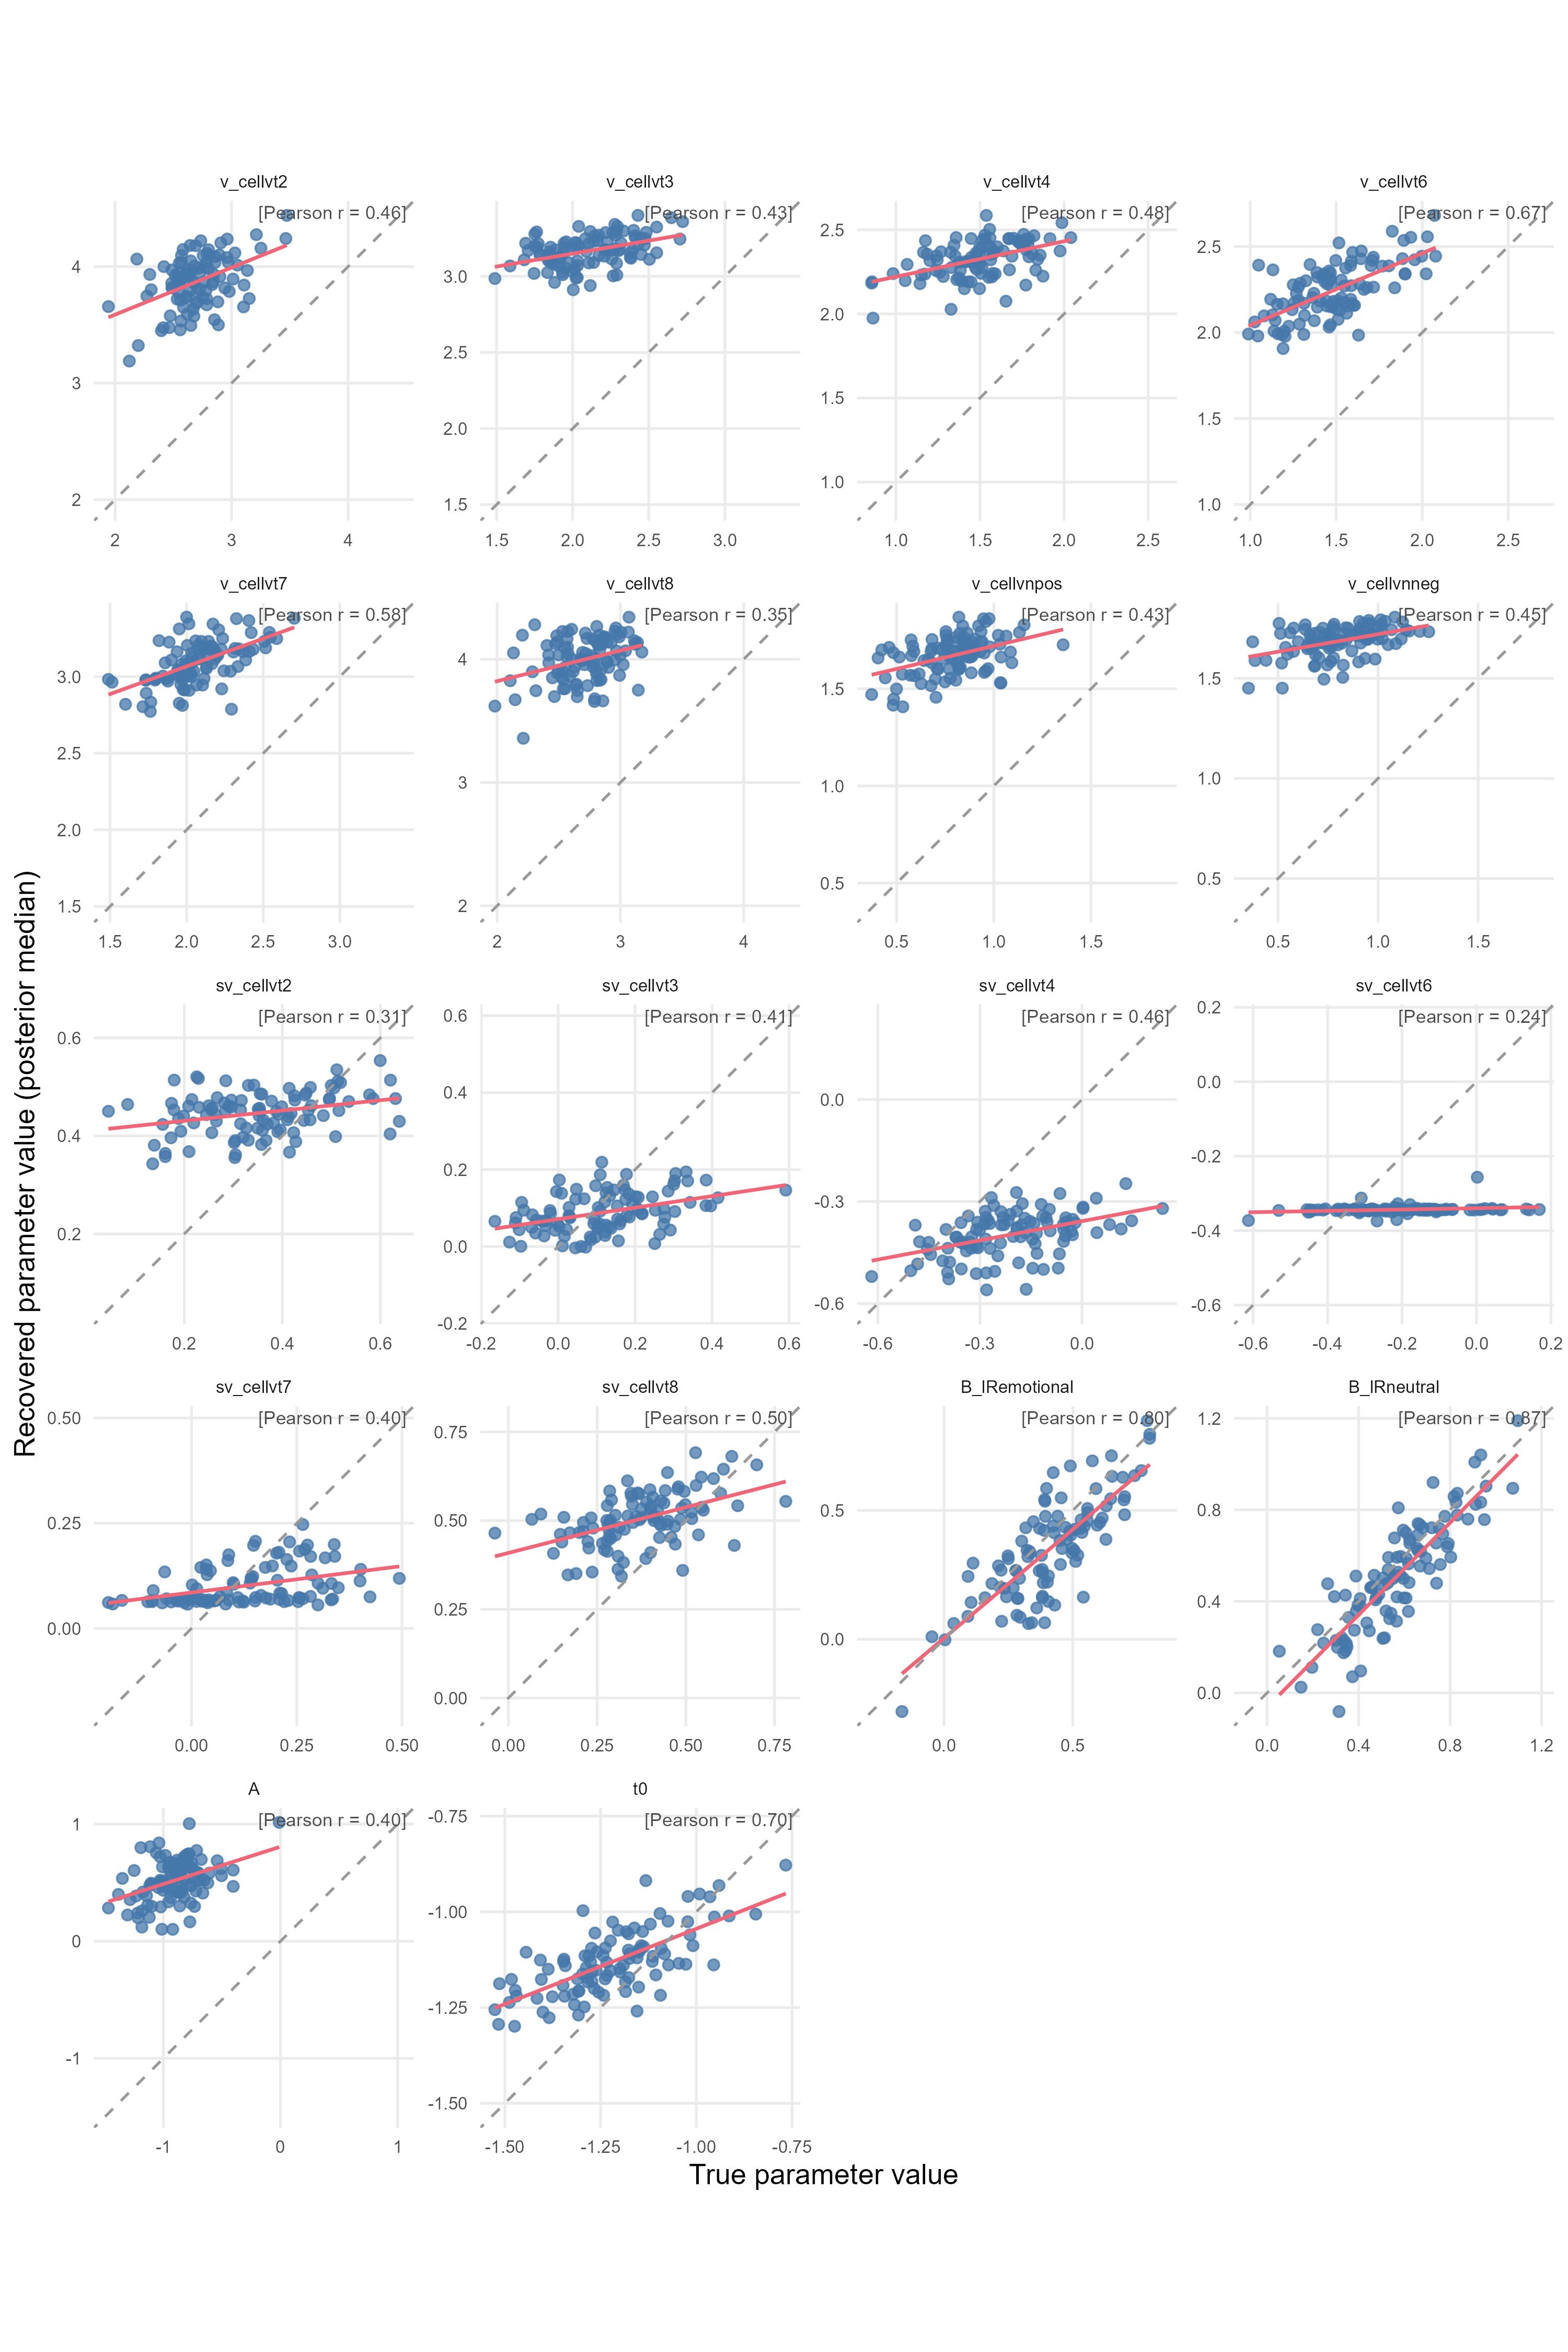 v_cellvt2
v_cellvt3
v_cellvt4
v_cellvt6
[Pearson r = 0.46]
[Pearson r = 0.43]
[Pearson r = 0.48]
[Pearson r = 0.67]
4
3
2
3.0
2.5
2.0
1.5
2.5
2.0
1.5
1.0
2.5
2.0
1.5
1.0
2 3 4
1.5 2.0 2.5 3.0
1.0 1.5 2.0 2.5
1.0 1.5 2.0 2.5
v_cellvt7
v_cellvt8
v_cellvnpos
v_cellvnneg
[Pearson r = 0.58]
[Pearson r = 0.35]
[Pearson r = 0.43]
[Pearson r = 0.45]
3.0
2.5
2.0
1.5
4
3
2
1.5
1.0
0.5
1.5
1.0
0.5
1.5 2.0 2.5 3.0
2 3 4
0.5 1.0 1.5
0.5 1.0 1.5
Recovered parameter value (posterior median)
sv_cellvt2
sv_cellvt3
sv_cellvt4
sv_cellvt6
[Pearson r = 0.31]
[Pearson r = 0.41]
[Pearson r = 0.46]
[Pearson r = 0.24]
0.6
0.4
0.2
0.6
0.4
0.2
0.0
-0.2
0.0
-0.3
-0.6
0.2
0.0
-0.2
-0.4
-0.6
0.2 0.4 0.6
-0.2 0.0 0.2 0.4 0.6
-0.6 -0.3 0.0
-0.6 -0.4 -0.2 0.0 0.2
sv_cellvt7
sv_cellvt8
B_lRemotional
B_lRneutral
[Pearson r = 0.40]
[Pearson r = 0.50]
[Pearson r = 0.80]
[Pearson r = 0.87]
0.50
0.25
0.00
0.75
0.50
0.25
0.00
0.5
0.0
1.2
0.8
0.4
0.0
0.00 0.25 0.50
0.00 0.25 0.50 0.75
0.0 0.5
0.0 0.4 0.8 1.2
A
t0
[Pearson r = 0.40]
[Pearson r = 0.70]
1
0
-1
-0.75
-1.00
-1.25
-1.50
-1 0 1
-1.50 -1.25 -1.00 -0.75
True parameter value